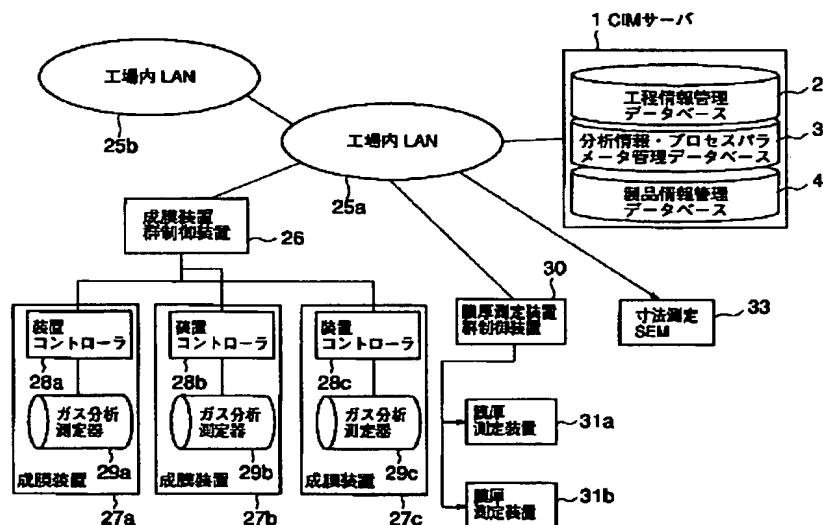 1 CIMサーバ
工場内 LAN
25b
工場内 LAN
25a
工程情報管理
データベース
2
分析情報・プロセスパラ
メータ管理データベース
3
製品情報管理
データベース
4
成膜装置
群制御装置
26
30
膜厚測定装置
群制御装置
寸法測定
SEM
33
装置
コントローラ
28a
ガス分析
測定器
29a
成膜装置
27a
装置
コントローラ
28b
ガス分析
測定器
29b
成膜装置
27b
装置
コントローラ
28c
ガス分析
測定器
29c
成膜装置
27c
膜厚
測定装置
31a
膜厚
測定装置
31b